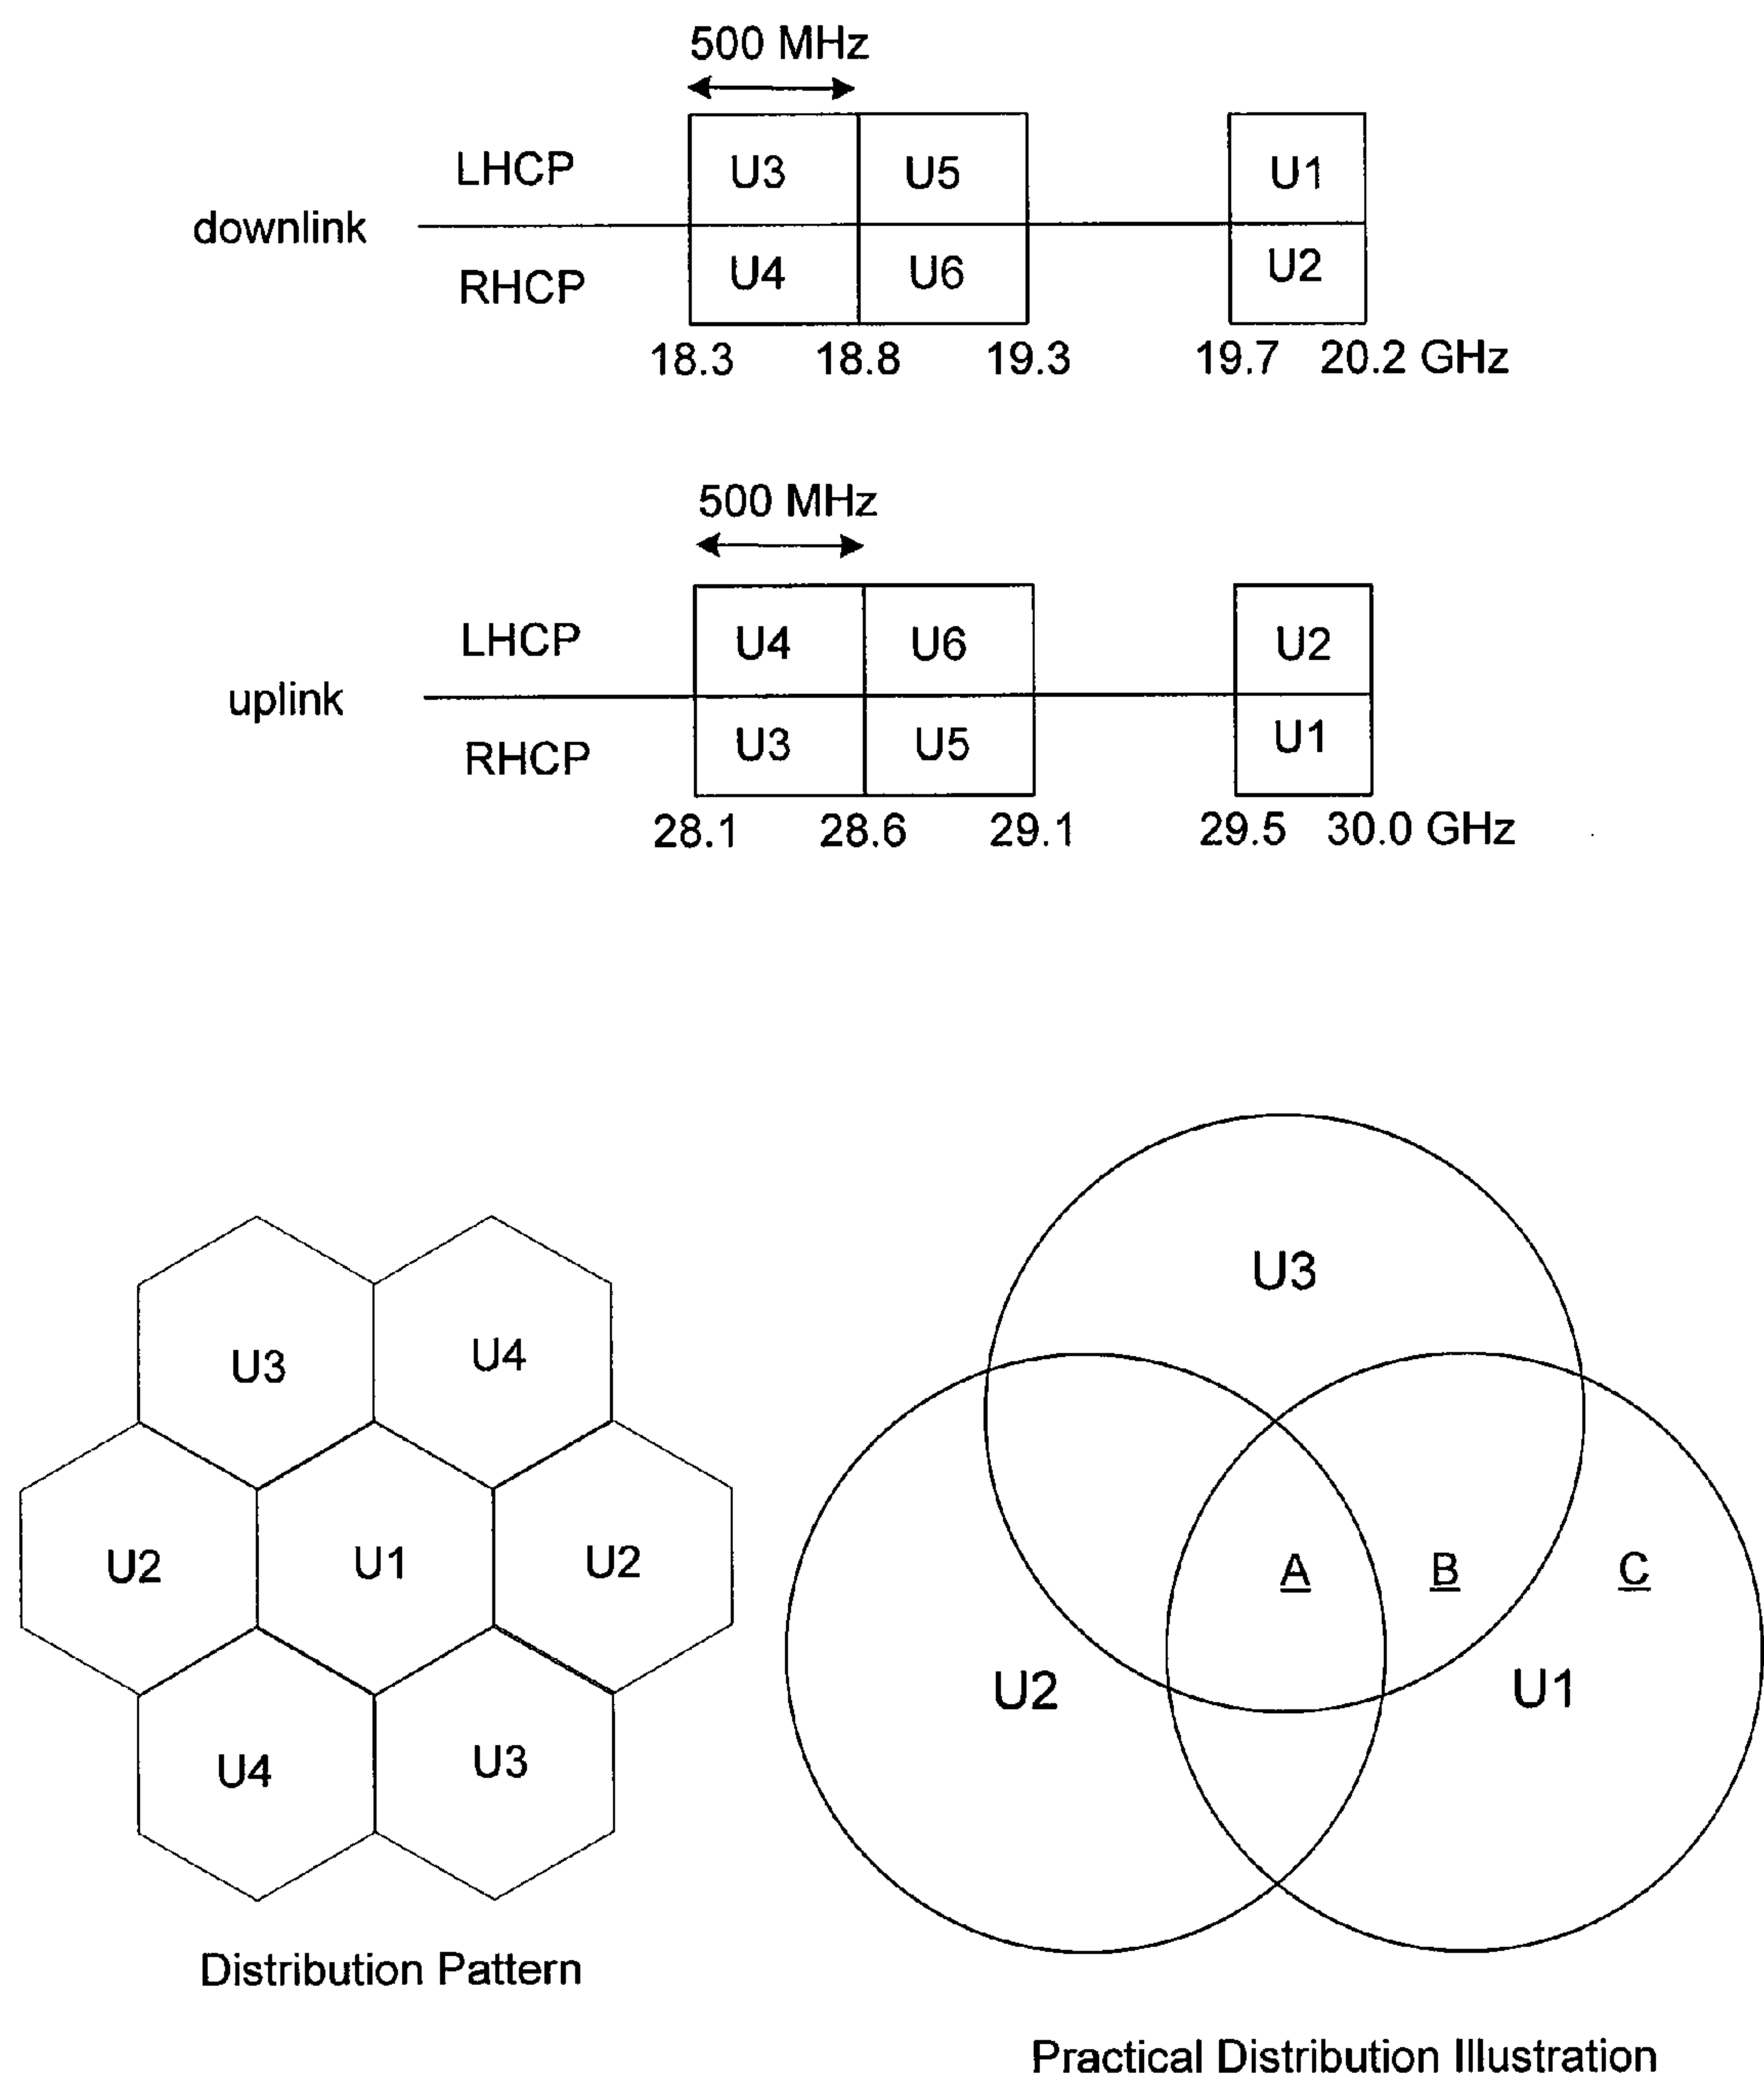 500 MHz
LHCP
U3 U5 U1
downlink
RHCP
U4 U6 U2
18.3 18.8 19.3 19.7 20.2 GHz
500 MHz
LHCP
U4 U6 U2
uplink
RHCP
U3 U5 U1
28.1 28.6 29.1 29.5 30.0 GHz
U3 U4
U2 U1 U2
U4 U3
Distribution Pattern
U3
A B C
U2 U1
Practical Distribution Illustration